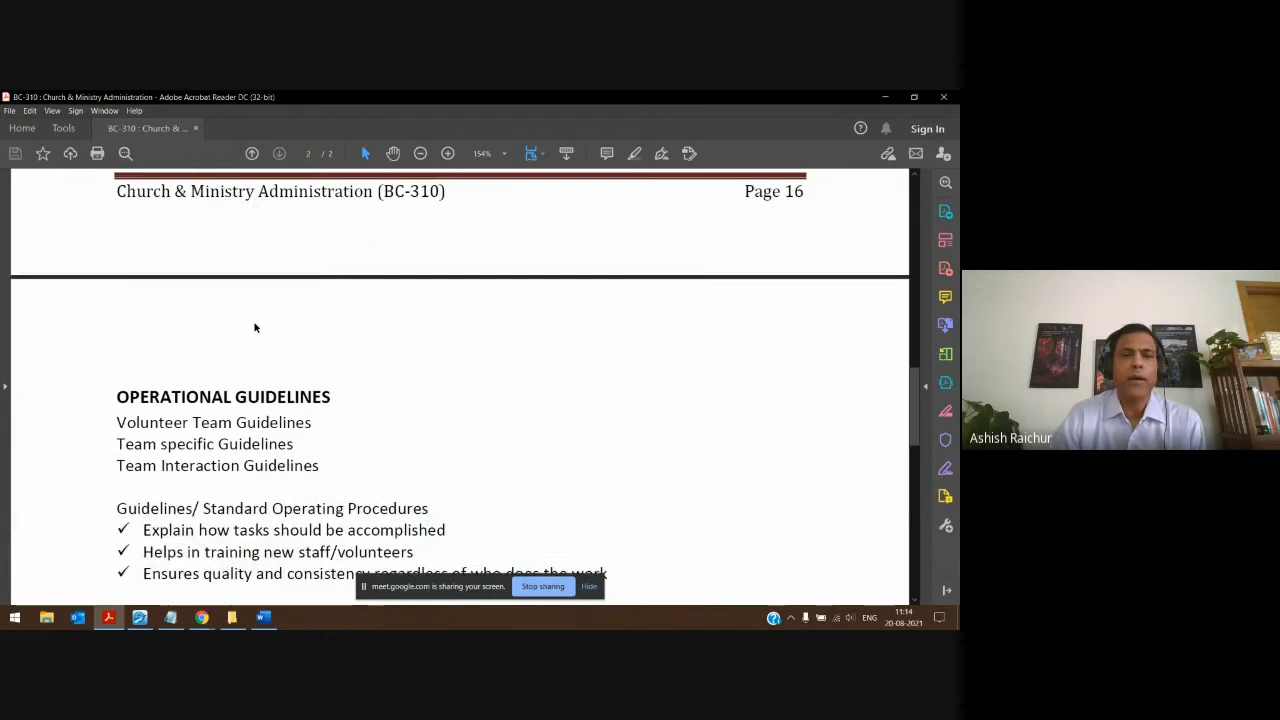 BC-310 : Church & Ministry Administration - Adobe Acrobat Reader DC (32-bit)
File Edit View Sign Window Help
Home Tools BC-310 : Church & ... × Sign In
2 / 2 154%
Church & Ministry Administration (BC-310) Page 16
OPERATIONAL GUIDELINES
Volunteer Team Guidelines
Team specific Guidelines
Team Interaction Guidelines
Guidelines/ Standard Operating Procedures
✓ Explain how tasks should be accomplished
✓ Helps in training new staff/volunteers
✓ Ensures quality and consistency regardless of who does the work
meet.google.com is sharing your screen. Stop sharing Hide
Ashish Raichur
ENG
11:14
20-08-2021